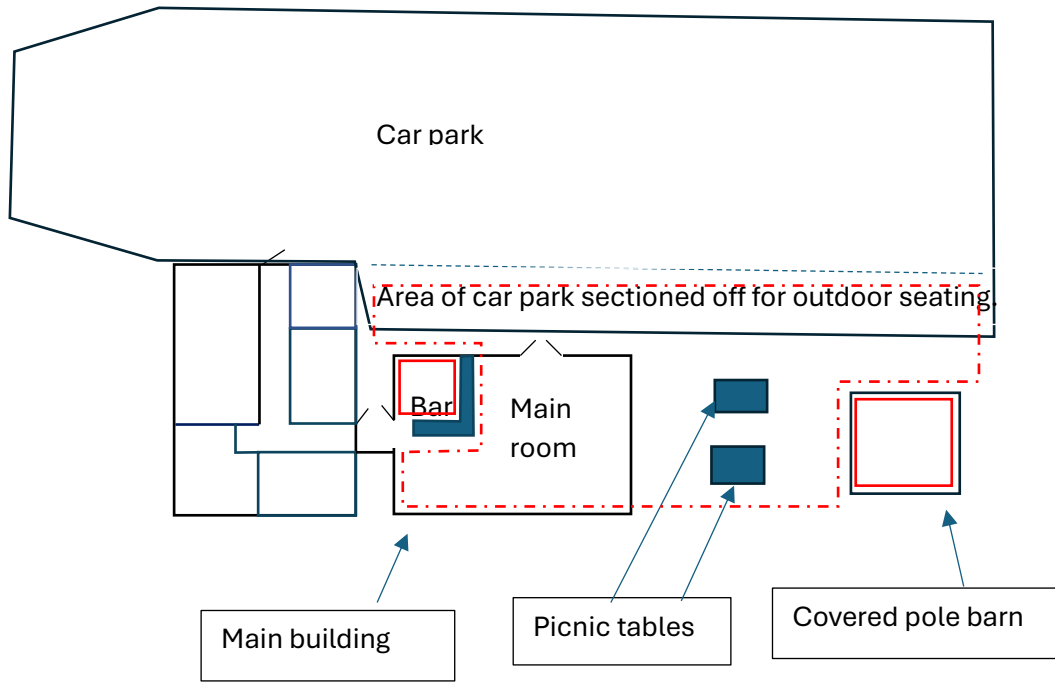 Car park
Area of car park sectioned off for outdoor seating.
Bar
Main
room
Main building
Picnic tables
Covered pole barn